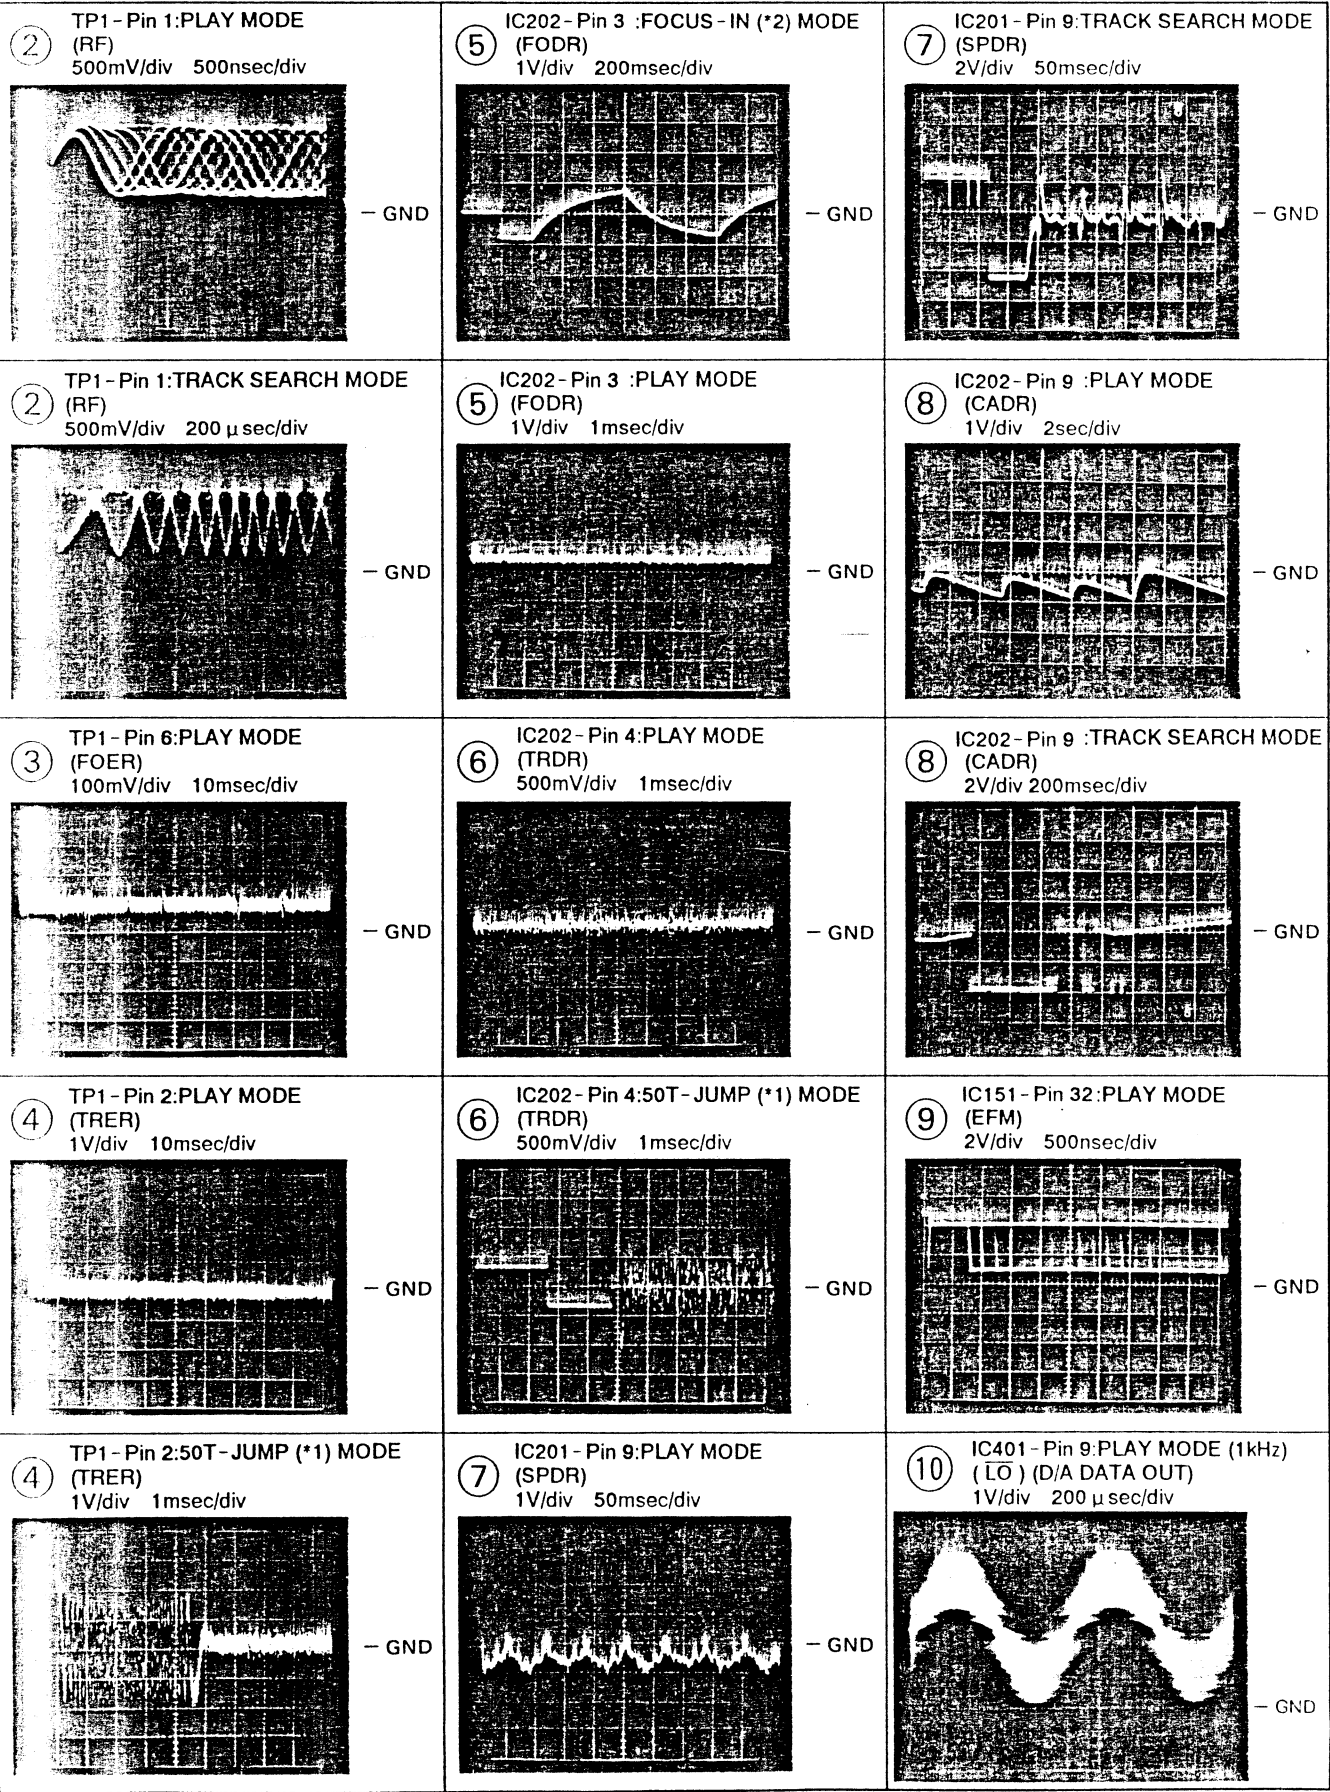 ② TP1-Pin 1:PLAY MODE
(RF)
500mV/div 500nsec/div
- GND
② TP1-Pin 1:TRACK SEARCH MODE
(RF)
500mV/div 200 μsec/div
- GND
③ TP1-Pin 6:PLAY MODE
(FOER)
100mV/div 10msec/div
- GND
④ TP1-Pin 2:PLAY MODE
(TRER)
1V/div 10msec/div
- GND
④ TP1-Pin 2:50T-JUMP (*1) MODE
(TRER)
1V/div 1msec/div
- GND
⑤ IC202-Pin 3 :FOCUS-IN (*2) MODE
(FODR)
1V/div 200msec/div
- GND
⑤ IC202-Pin 3 :PLAY MODE
(FODR)
1V/div 1msec/div
- GND
⑥ IC202-Pin 4:PLAY MODE
(TRDR)
500mV/div 1msec/div
- GND
⑥ IC202-Pin 4:50T-JUMP (*1) MODE
(TRDR)
500mV/div 1msec/div
- GND
⑦ IC201-Pin 9:PLAY MODE
(SPDR)
1V/div 50msec/div
- GND
⑦ IC201-Pin 9:TRACK SEARCH MODE
(SPDR)
2V/div 50msec/div
- GND
⑧ IC202-Pin 9 :PLAY MODE
(CADR)
1V/div 2sec/div
- GND
⑧ IC202-Pin 9 :TRACK SEARCH MODE
(CADR)
2V/div 200msec/div
- GND
⑨ IC151-Pin 32:PLAY MODE
(EFM)
2V/div 500nsec/div
- GND
⑩ IC401-Pin 9:PLAY MODE (1kHz)
(L̅O̅) (D/A DATA OUT)
1V/div 200 μsec/div
- GND